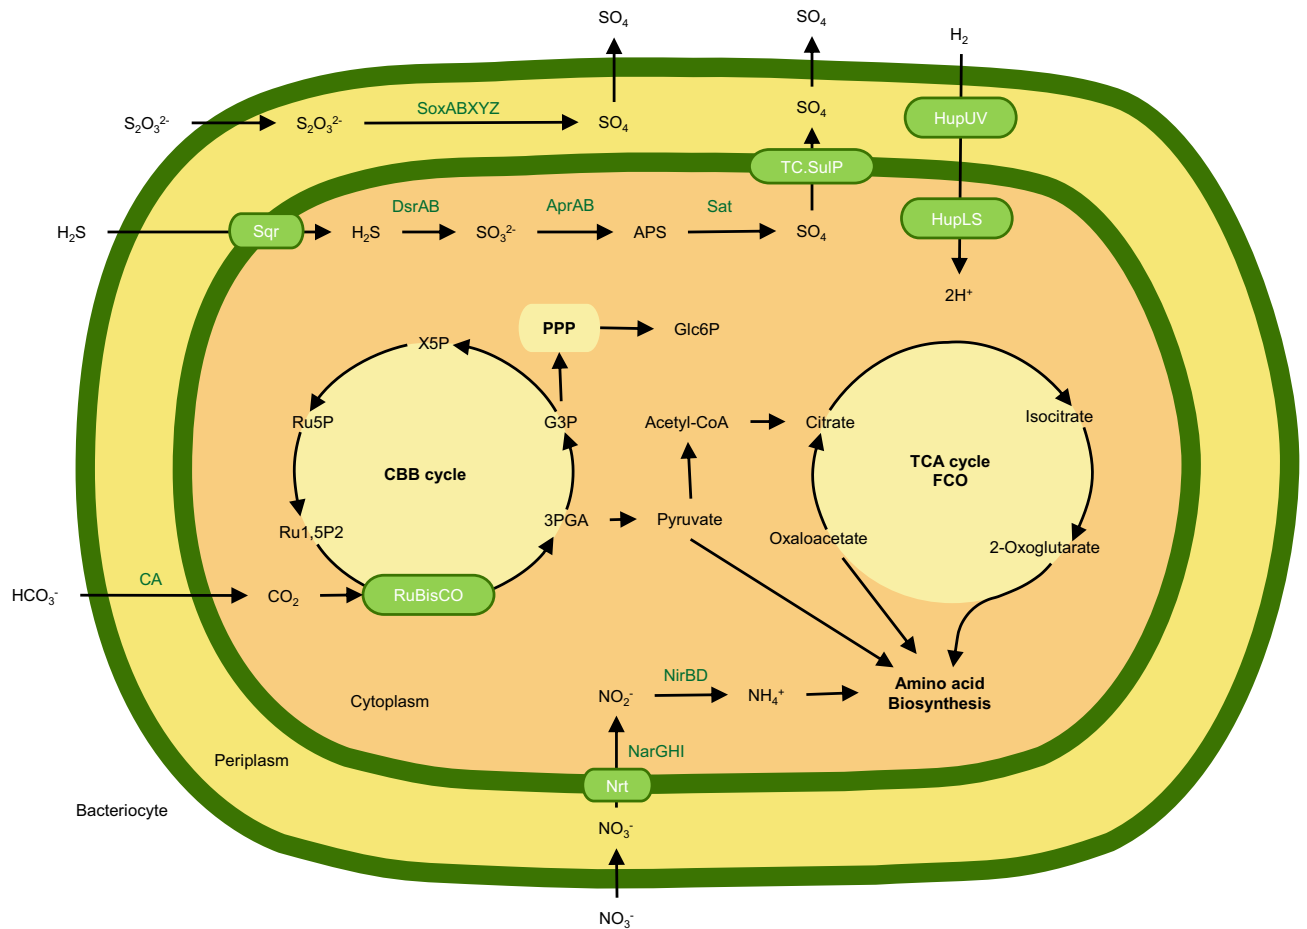 SO₄
SO₄
H₂
S₂O₃²⁻
S₂O₃²⁻
SoxABXYZ
SO₄
SO₄
HupUV
TC.SulP
H₂S
Sqr
H₂S
DsrAB
SO₃²⁻
AprAB
APS
Sat
SO₄
HupLS
2H⁺
PPP
Glc6P
X5P
Ru5P
G3P
Acetyl-CoA
Citrate
Isocitrate
CBB cycle
TCA cycle
FCO
Ru1,5P2
3PGA
Pyruvate
Oxaloacetate
2-Oxoglutarate
HCO₃⁻
CA
CO₂
RuBisCO
NO₂⁻
NirBD
NH₄⁺
Amino acid
Biosynthesis
Cytoplasm
NarGHI
Periplasm
Nrt
Bacteriocyte
NO₃⁻
NO₃⁻